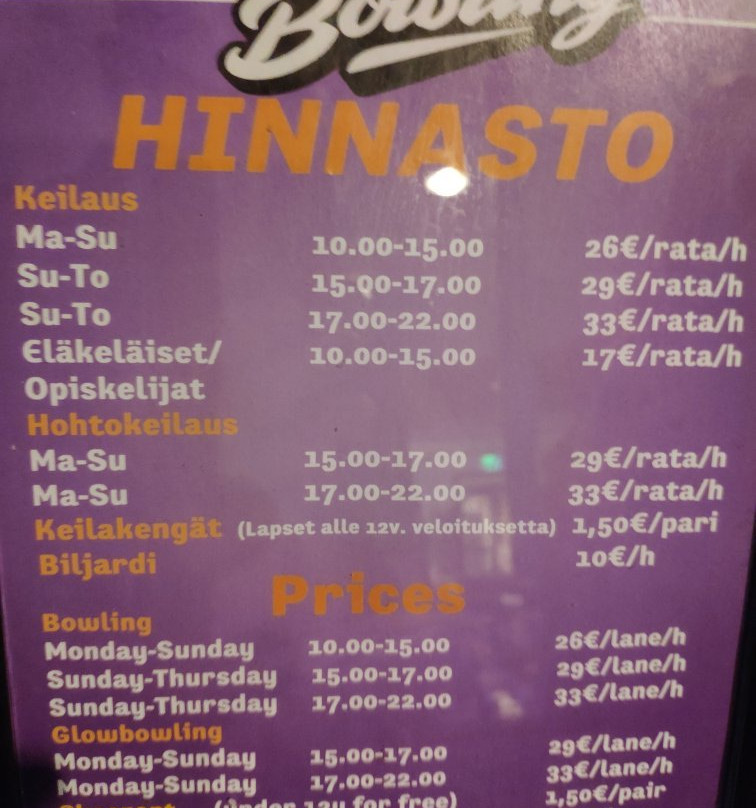 Bowling
HINNASTO
Keilaus
Ma-Su 10.00-15.00 26€/rata/h
Su-To 15.00-17.00 29€/rata/h
Su-To 17.00-22.00 33€/rata/h
Eläkeläiset/ 10.00-15.00 17€/rata/h
Opiskelijat
Hohtokeilaus
Ma-Su 15.00-17.00 29€/rata/h
Ma-Su 17.00-22.00 33€/rata/h
Keilakengät (Lapset alle 12v. veloituksetta) 1,50€/pari
Biljardi 10€/h
Prices
Bowling
Monday-Sunday 10.00-15.00 26€/lane/h
Sunday-Thursday 15.00-17.00 29€/lane/h
Sunday-Thursday 17.00-22.00 33€/lane/h
Glowbowling
Monday-Sunday 15.00-17.00 29€/lane/h
Monday-Sunday 17.00-22.00 33€/lane/h
(Under 12y for free) 1,50€/pair